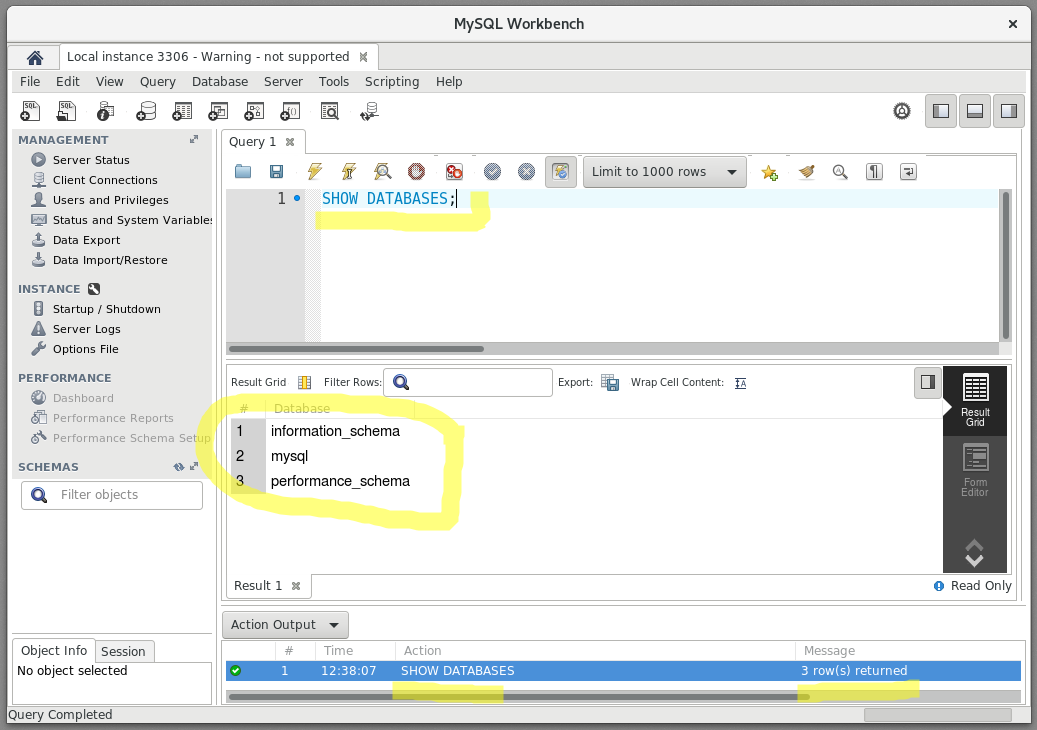 MySQL Workbench
Local instance 3306 - Warning - not supported
File Edit View Query Database Server Tools Scripting Help
MANAGEMENT
Server Status
Client Connections
Users and Privileges
Status and System Variables
Data Export
Data Import/Restore
INSTANCE
Startup / Shutdown
Server Logs
Options File
PERFORMANCE
Dashboard
Performance Reports
Performance Schema Setup
SCHEMAS
Filter objects
Object Info Session
No object selected
Query 1
Limit to 1000 rows
1 SHOW DATABASES;
Result Grid Filter Rows: Export: Wrap Cell Content:
# Database
1 information_schema
2 mysql
3 performance_schema
Result Grid
Form Editor
Result 1
Read Only
Action Output
# Time Action Message
1 12:38:07 SHOW DATABASES 3 row(s) returned
Query Completed